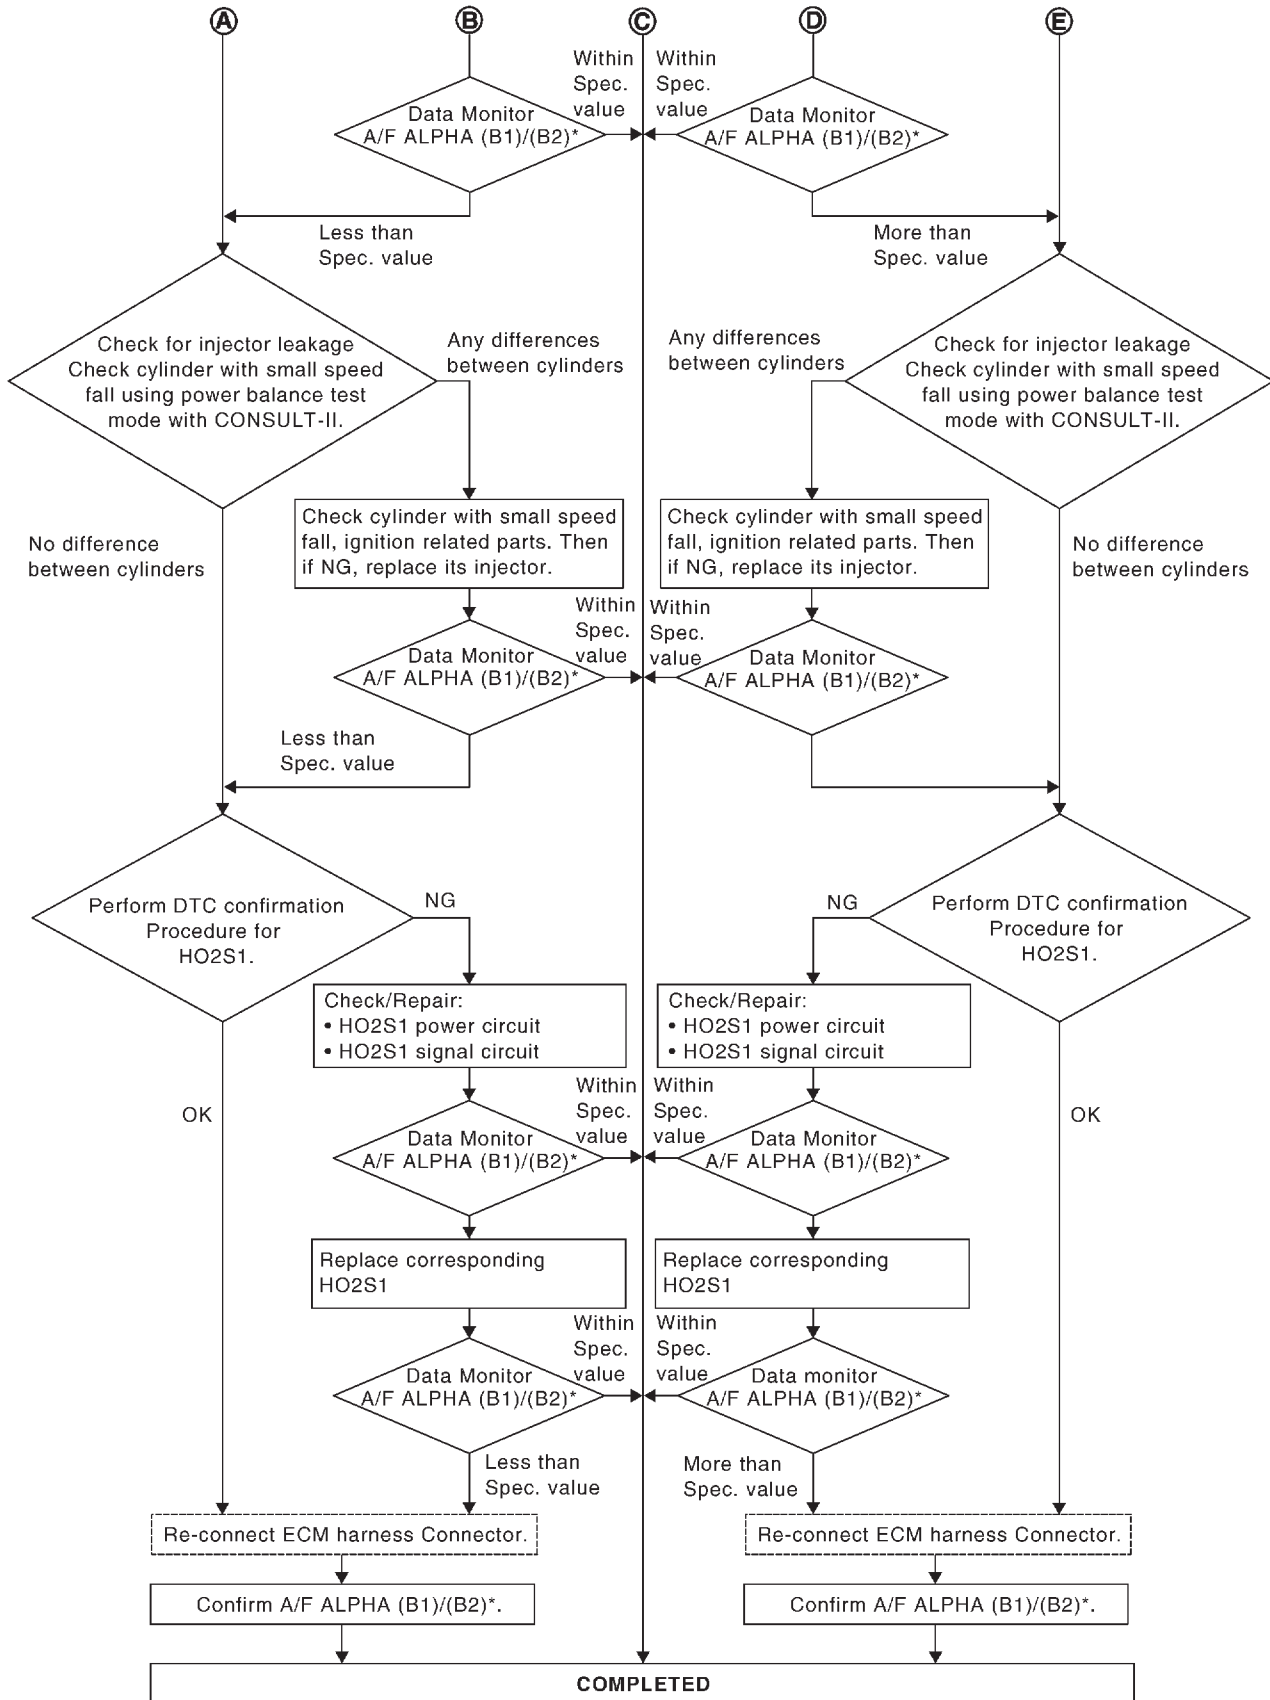 A
B
C
D
E
Within
Spec.
value
Within
Spec.
value
Data Monitor
A/F ALPHA (B1)/(B2)*
Data Monitor
A/F ALPHA (B1)/(B2)*
Less than
Spec. value
More than
Spec. value
Check for injector leakage
Check cylinder with small speed
fall using power balance test
mode with CONSULT-II.
Any differences
between cylinders
Any differences
between cylinders
Check for injector leakage
Check cylinder with small speed
fall using power balance test
mode with CONSULT-II.
No difference
between cylinders
Check cylinder with small speed
fall, ignition related parts. Then
if NG, replace its injector.
Check cylinder with small speed
fall, ignition related parts. Then
if NG, replace its injector.
No difference
between cylinders
Within
Spec.
value
Within
Spec.
value
Data Monitor
A/F ALPHA (B1)/(B2)*
Data Monitor
A/F ALPHA (B1)/(B2)*
Less than
Spec. value
Perform DTC confirmation
Procedure for
HO2S1.
NG
NG
Perform DTC confirmation
Procedure for
HO2S1.
Check/Repair:
• HO2S1 power circuit
• HO2S1 signal circuit
Check/Repair:
• HO2S1 power circuit
• HO2S1 signal circuit
OK
Within
Spec.
value
Within
Spec.
value
OK
Data Monitor
A/F ALPHA (B1)/(B2)*
Data Monitor
A/F ALPHA (B1)/(B2)*
Replace corresponding
HO2S1
Replace corresponding
HO2S1
Within
Spec.
value
Within
Spec.
value
Data Monitor
A/F ALPHA (B1)/(B2)*
Data monitor
A/F ALPHA (B1)/(B2)*
Less than
Spec. value
More than
Spec. value
Re-connect ECM harness Connector.
Re-connect ECM harness Connector.
Confirm A/F ALPHA (B1)/(B2)*.
Confirm A/F ALPHA (B1)/(B2)*.
COMPLETED